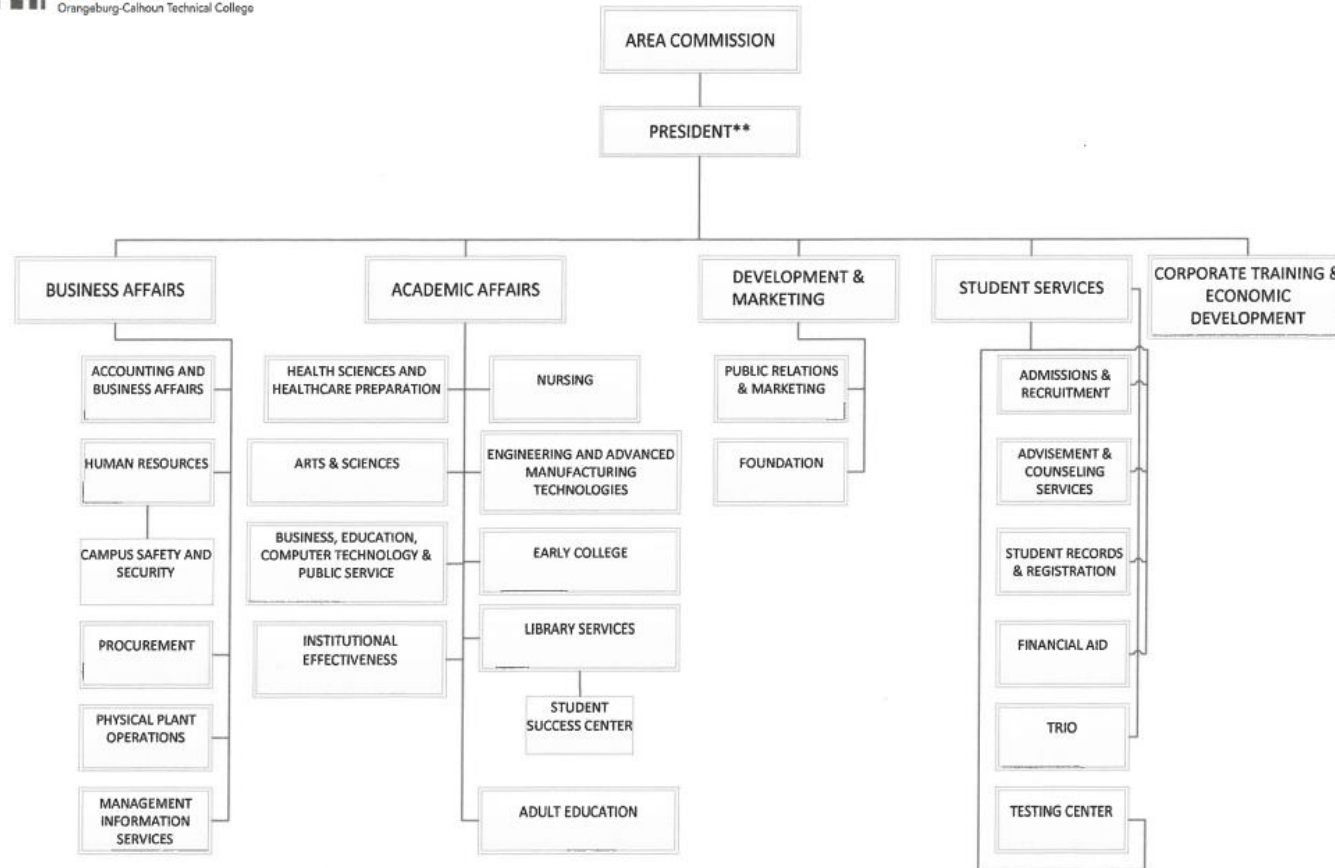 Orangeburg-Calhoun Technical College
AREA COMMISSION
PRESIDENT**
BUSINESS AFFAIRS
ACADEMIC AFFAIRS
DEVELOPMENT &
MARKETING
STUDENT SERVICES
CORPORATE TRAINING &
ECONOMIC
DEVELOPMENT
ACCOUNTING AND
BUSINESS AFFAIRS
HUMAN RESOURCES
CAMPUS SAFETY AND
SECURITY
PROCUREMENT
PHYSICAL PLANT
OPERATIONS
MANAGEMENT
INFORMATION
SERVICES
HEALTH SCIENCES AND
HEALTHCARE PREPARATION
NURSING
ARTS & SCIENCES
ENGINEERING AND ADVANCED
MANUFACTURING
TECHNOLOGIES
BUSINESS, EDUCATION,
COMPUTER TECHNOLOGY &
PUBLIC SERVICE
EARLY COLLEGE
INSTITUTIONAL
EFFECTIVENESS
LIBRARY SERVICES
STUDENT
SUCCESS CENTER
ADULT EDUCATION
PUBLIC RELATIONS
& MARKETING
FOUNDATION
ADMISSIONS &
RECRUITMENT
ADVISEMENT &
COUNSELING
SERVICES
STUDENT RECORDS
& REGISTRATION
FINANCIAL AID
TRIO
TESTING CENTER